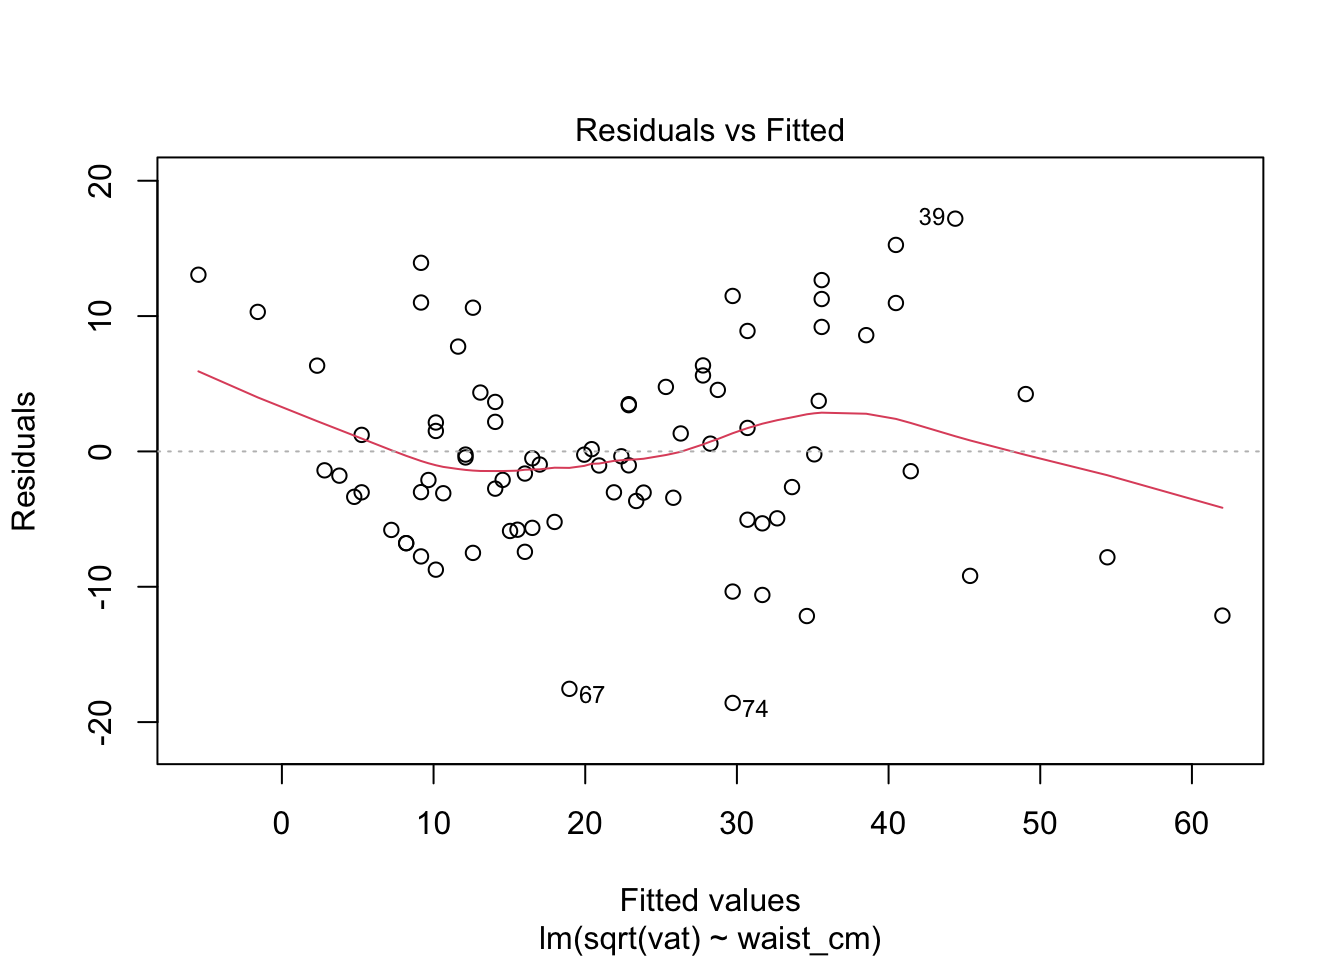 Residuals vs Fitted
20
10
0
-10
-20
Residuals
39
67
74
0 10 20 30 40 50 60
Fitted values
lm(sqrt(vat) ~ waist_cm)